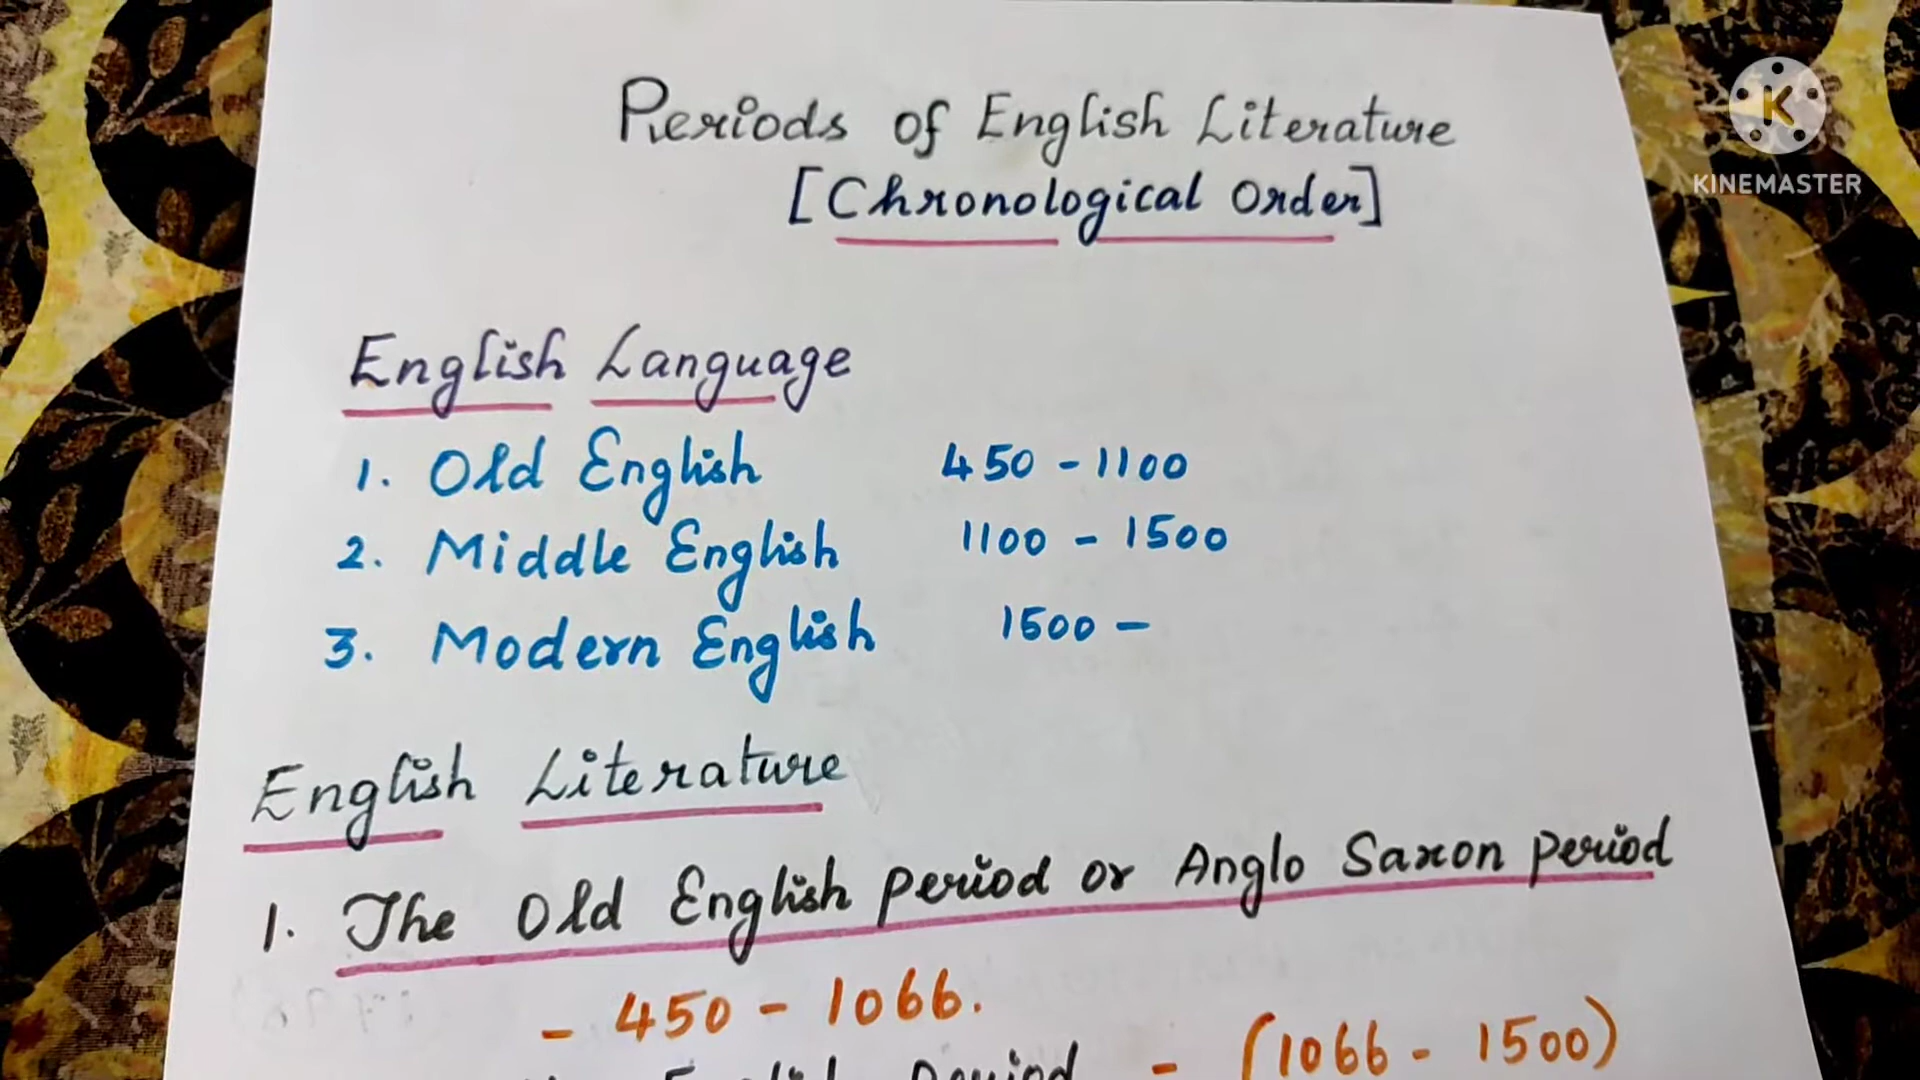 Periods of English Literature
[Chronological Order]
K
KINEMASTER
English Language
1. Old English 450 - 1100
2. Middle English 1100 - 1500
3. Modern English 1500 -
English Literature
1. The Old English period or Anglo Saxon period
- 450 - 1066.
English Period - (1066 - 1500)